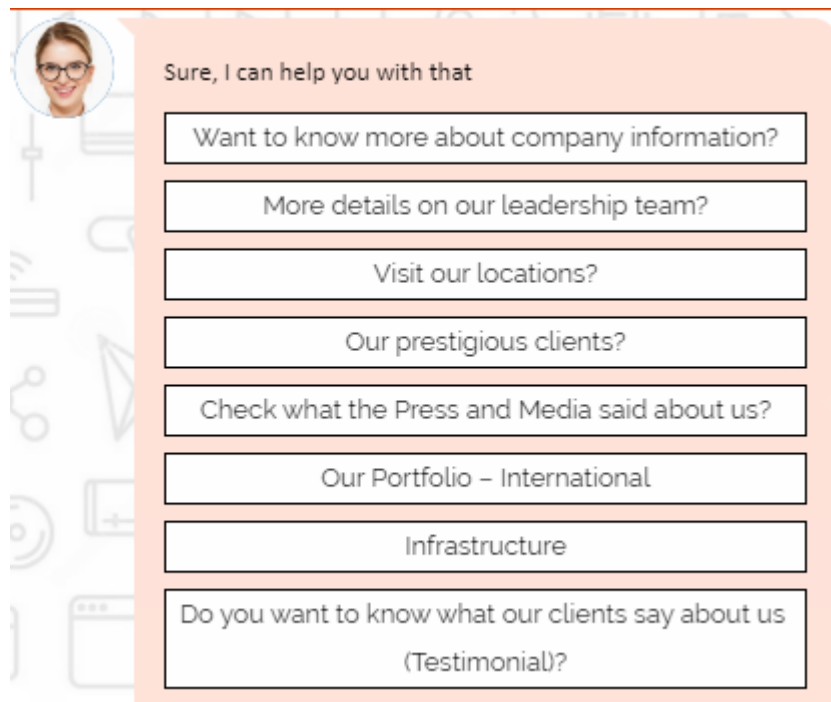 Sure, I can help you with that
Want to know more about company information?
More details on our leadership team?
Visit our locations?
Our prestigious clients?
Check what the Press and Media said about us?
Our Portfolio – International
Infrastructure
Do you want to know what our clients say about us
(Testimonial)?